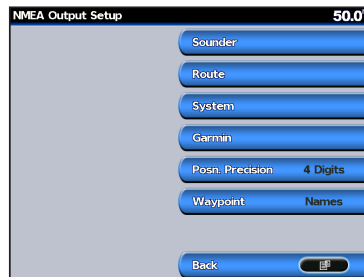 NMEA Output Setup 50.0
Sounder
Route
System
Garmin
Posn. Precision 4 Digits
Waypoint Names
Back